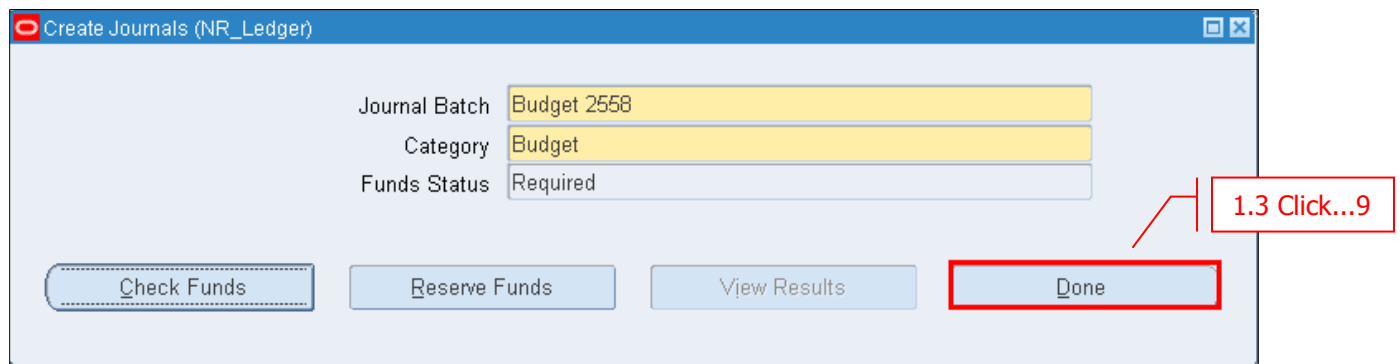 Create Journals (NR_Ledger)
Journal Batch Budget 2558
Category Budget
Funds Status Required
1.3 Click...9
Check Funds Reserve Funds View Results Done